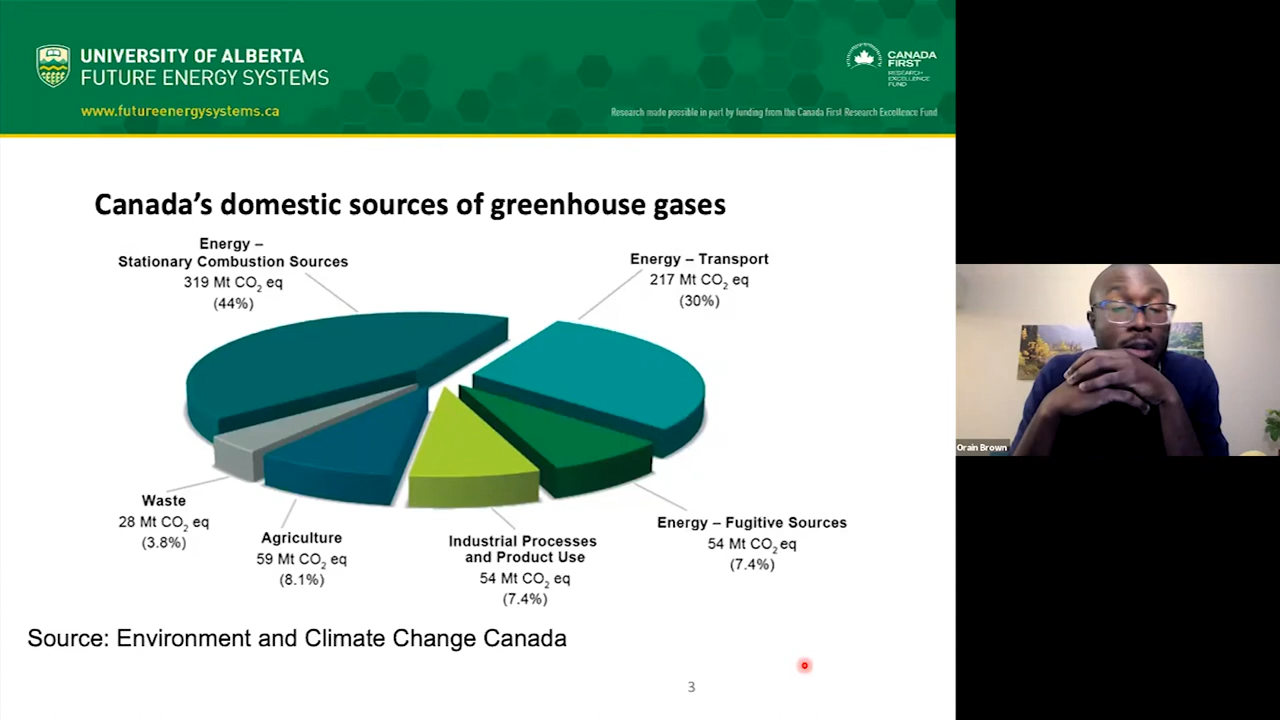 UNIVERSITY OF ALBERTA
FUTURE ENERGY SYSTEMS
www.futureenergysystems.ca
CANADA
FIRST
RESEARCH
EXCELLENCE
FUND
Research made possible in part by funding from the Canada First Research Excellence Fund
Canada's domestic sources of greenhouse gases
Energy –
Stationary Combustion Sources
319 Mt CO₂ eq
(44%)
Energy – Transport
217 Mt CO₂ eq
(30%)
Waste
28 Mt CO₂ eq
(3.8%)
Agriculture
59 Mt CO₂ eq
(8.1%)
Industrial Processes
and Product Use
54 Mt CO₂ eq
(7.4%)
Energy – Fugitive Sources
54 Mt CO₂ eq
(7.4%)
Source: Environment and Climate Change Canada
3
Orain Brown